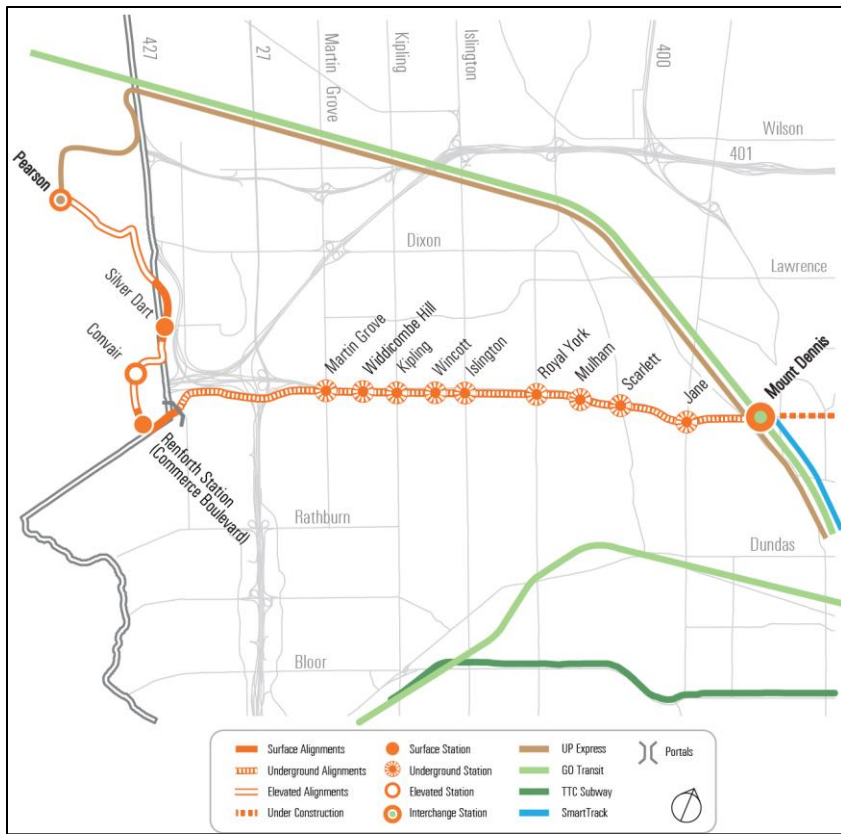 427
27
Martin Grove
Kipling
Islington
400
Wilson
401
Pearson
Dixon
Lawrence
Silver Dart
Convair
Martin Grove
Widdicombe Hill
Kipling
Wincott
Islington
Royal York
Mulham
Scarlett
Jane
Mount Dennis
Renforth Station
(Commerce Boulevard)
Rathburn
Dundas
Bloor
Surface Alignments
Underground Alignments
Elevated Alignments
Under Construction
Surface Station
Underground Station
Elevated Station
Interchange Station
UP Express
GO Transit
TTC Subway
SmartTrack
Portals